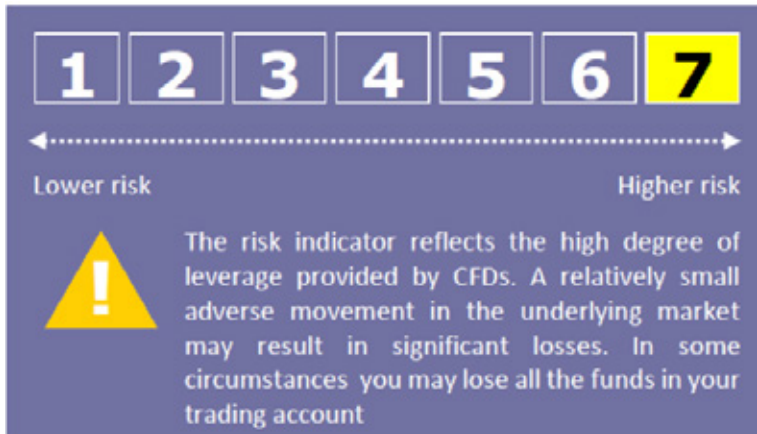 1 2 3 4 5 6 7
Lower risk Higher risk
!
The risk indicator reflects the high degree of
leverage provided by CFDs. A relatively small
adverse movement in the underlying market
may result in significant losses. In some
circumstances you may lose all the funds in your
trading account